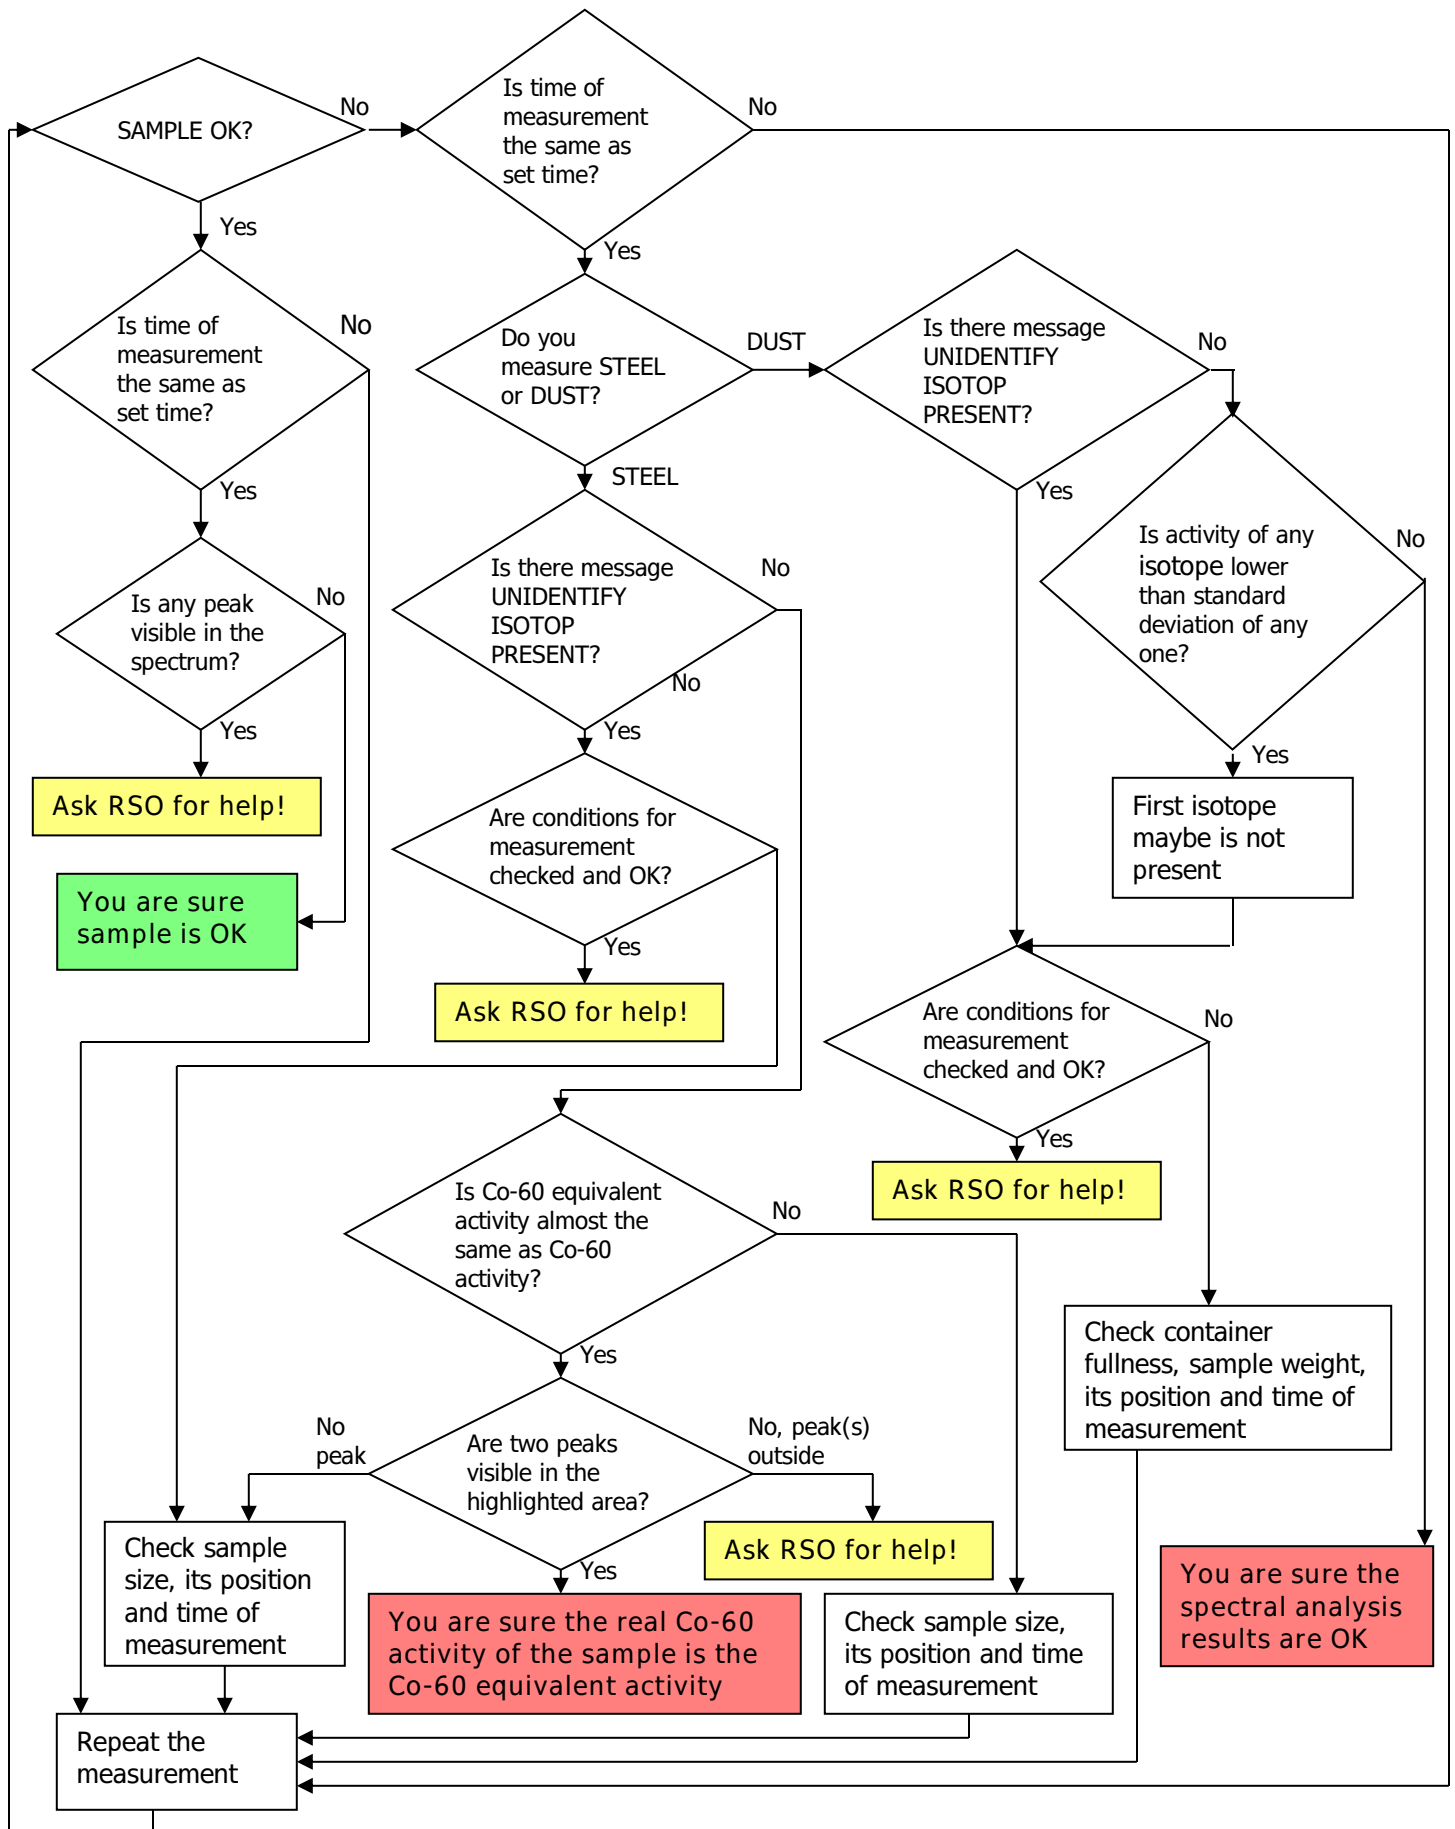 SAMPLE OK?
No
Is time of
measurement
the same as
set time?
No
Yes
Yes
Is time of
measurement
the same as
set time?
No
Do you
measure STEEL
or DUST?
DUST
Is there message
UNIDENTIFY
ISOTOP
PRESENT?
No
Yes
STEEL
Yes
Is any peak
visible in the
spectrum?
No
Is there message
UNIDENTIFY
ISOTOP
PRESENT?
No
No
Is activity of any
isotope lower
than standard
deviation of any
one?
No
Yes
Yes
Yes
Ask RSO for help!
Are conditions for
measurement
checked and OK?
First isotope
maybe is not
present
You are sure
sample is OK
Yes
Ask RSO for help!
Are conditions for
measurement
checked and OK?
No
Yes
Ask RSO for help!
Is Co-60 equivalent
activity almost the
same as Co-60
activity?
No
Yes
Check container
fullness, sample weight,
its position and time of
measurement
No
peak
Are two peaks
visible in the
highlighted area?
No, peak(s)
outside
Yes
Check sample
size, its position
and time of
measurement
Ask RSO for help!
You are sure the real Co-60
activity of the sample is the
Co-60 equivalent activity
Check sample size,
its position and time
of measurement
You are sure the
spectral analysis
results are OK
Repeat the
measurement